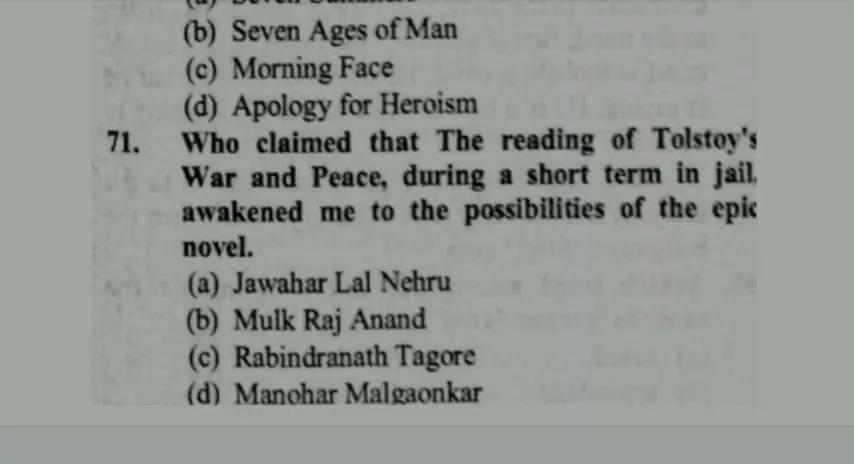 (b) Seven Ages of Man
(c) Morning Face
(d) Apology for Heroism
71. Who claimed that The reading of Tolstoy's
War and Peace, during a short term in jail,
awakened me to the possibilities of the epic
novel.
(a) Jawahar Lal Nehru
(b) Mulk Raj Anand
(c) Rabindranath Tagore
(d) Manohar Malgaonkar